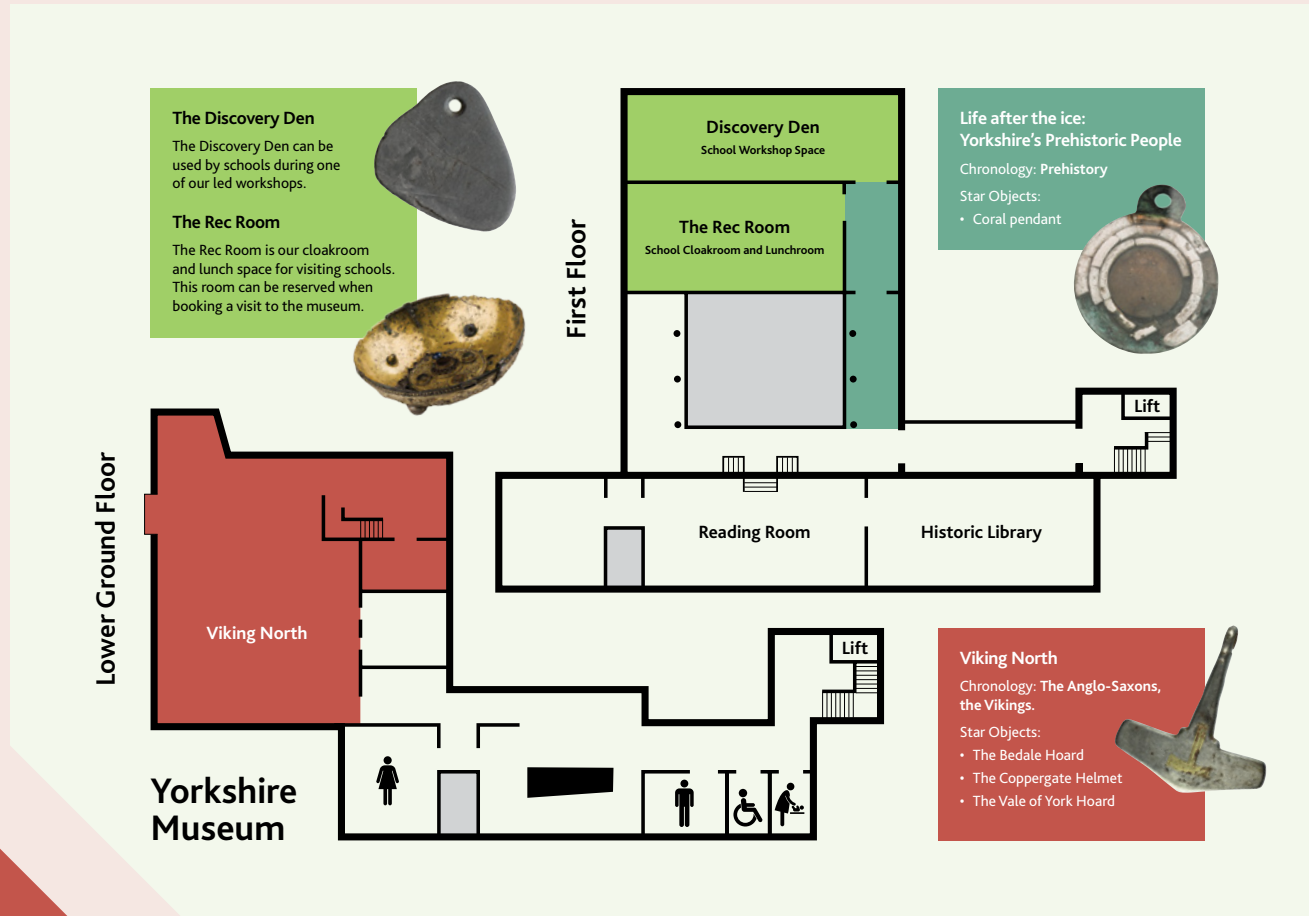 The Discovery Den
The Discovery Den can be
used by schools during one
of our led workshops.
The Rec Room
The Rec Room is our cloakroom
and lunch space for visiting schools.
This room can be reserved when
booking a visit to the museum.
First Floor
Discovery Den
School Workshop Space
The Rec Room
School Cloakroom and Lunchroom
Lift
Reading Room
Historic Library
Life after the ice:
Yorkshire's Prehistoric People
Chronology: Prehistory
Star Objects:
• Coral pendant
Lower Ground Floor
Viking North
Lift
Viking North
Chronology: The Anglo-Saxons,
the Vikings.
Star Objects:
• The Bedale Hoard
• The Coppergate Helmet
• The Vale of York Hoard
Yorkshire
Museum